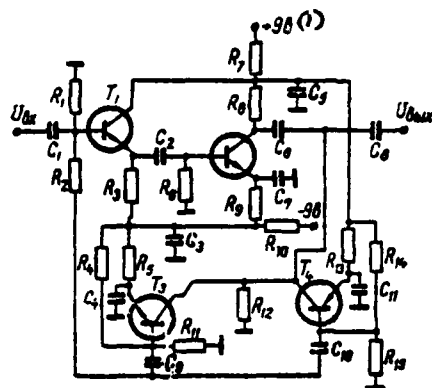 -9в (1)
R₇
R₁
T₁
C₅
R₆
Uвх
Uвых
C₁
C₂
C₆
C₈
R₂
R₃
R₈
C₇
R₉
-9в
C₃
R₁₀
R₄
R₅
T₃
T₄
R₁₄
C₄
R₁₂
C₁₁
R₁₁
C₉
C₁₀
R₁₃